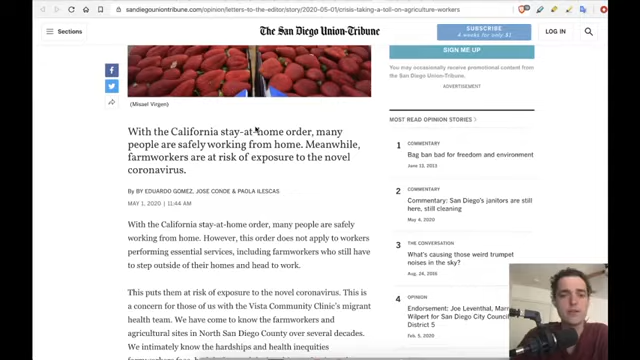 sandiegouniontribune.com/opinion/letters-to-the-editor/story/2020-05-01/crisis-taking-a-toll-on-agriculture-workers
Sections
The San Diego Union-Tribune
SUBSCRIBE
4 weeks for only $1
LOG IN
SIGN ME UP
You may occasionally receive promotional content from
the San Diego Union-Tribune.
ADVERTISEMENT
(Micael Virgen)
With the California stay-at-home order, many
people are safely working from home. Meanwhile,
farmworkers are at risk of exposure to the novel
coronavirus.
By BY EDUARDO GOMEZ, JOSE CONDE & PAOLA ILESCAS
MAY 1, 2020 | 11:44 AM
With the California stay-at-home order, many people are safely
working from home. However, this order does not apply to workers
performing essential services, including farmworkers who still have
to step outside of their homes and head to work.
This puts them at risk of exposure to the novel coronavirus. This is
a concern for those of us with the Vista Community Clinic's migrant
health team. We have come to know the farmworkers and
agricultural sites in North San Diego County over several decades.
We intimately know the hardships and health inequities
MOST READ OPINION STORIES
1
COMMENTARY
Bag ban bad for freedom and environment
June 13, 2013
2
COMMENTARY
Commentary: San Diego's janitors are still
here, still cleaning
May 4, 2020
3
THE CONVERSATION
What's causing those weird trumpet
noises in the sky?
Aug. 24, 2016
4
OPINION
Endorsement: Joe Leventhal, Marni
Wilpert for San Diego City Council
District 5